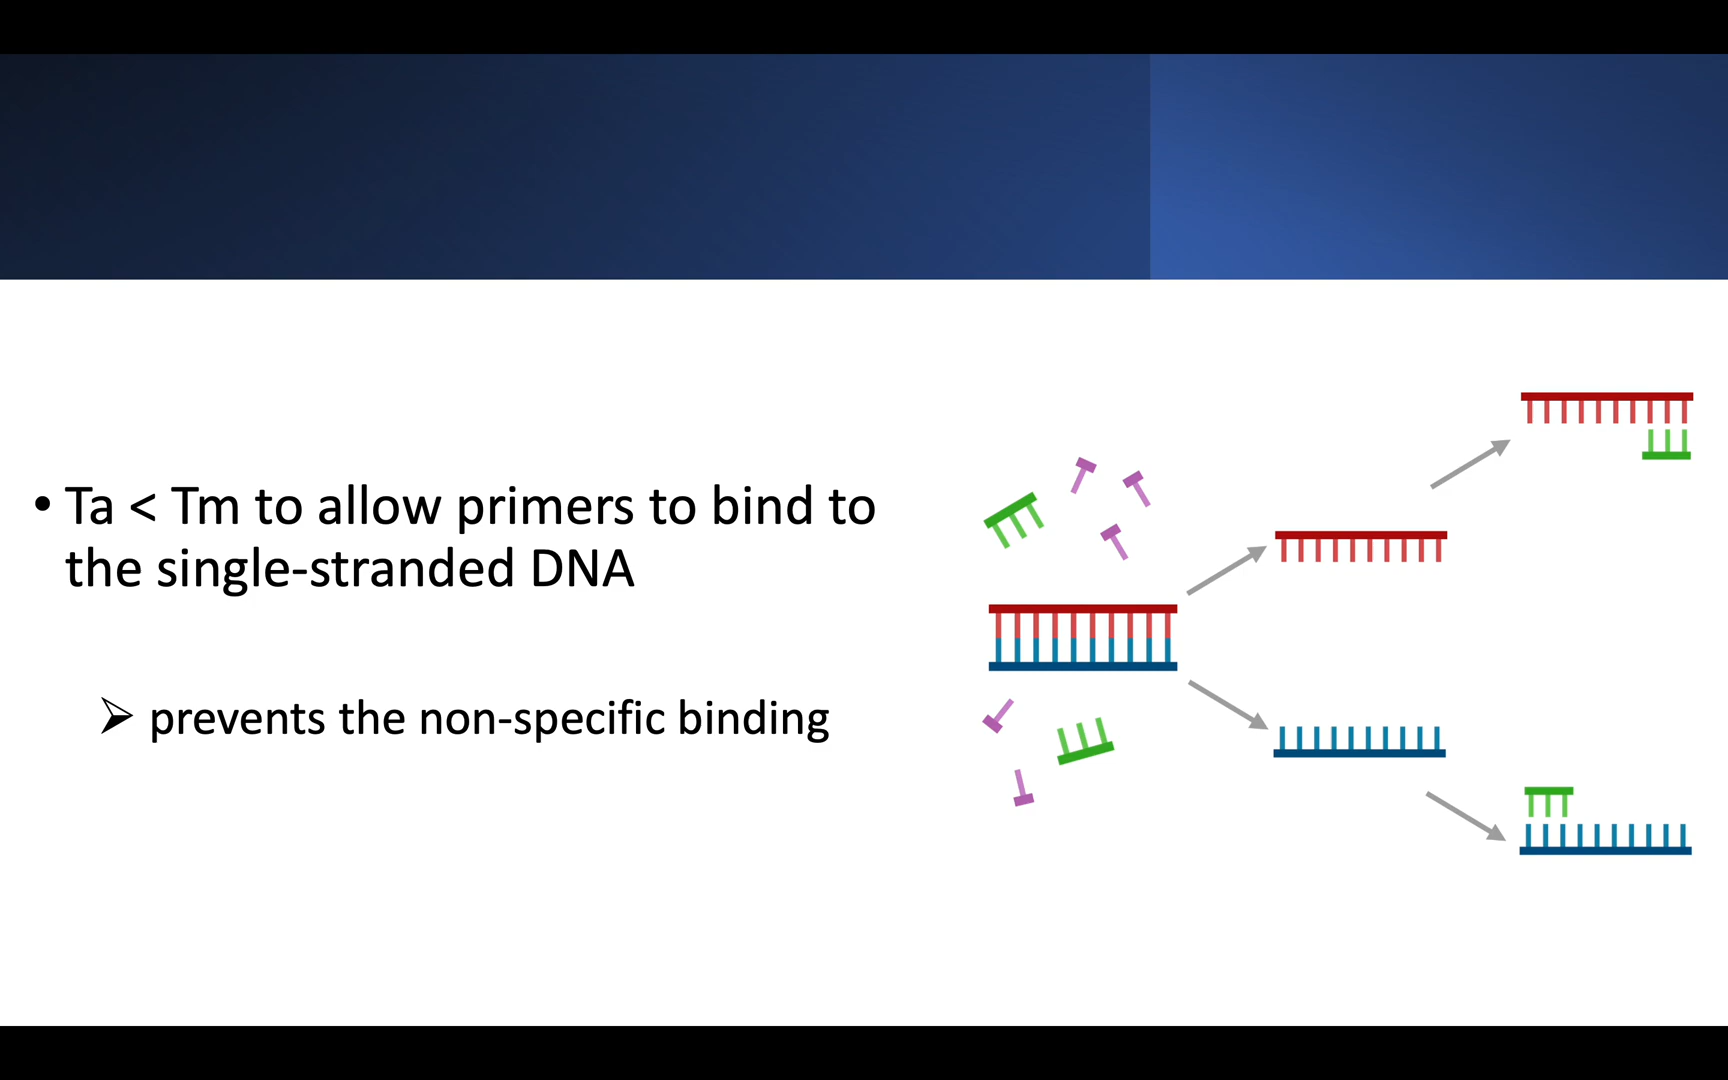 • Ta < Tm to allow primers to bind to
the single-stranded DNA
➢ prevents the non-specific binding